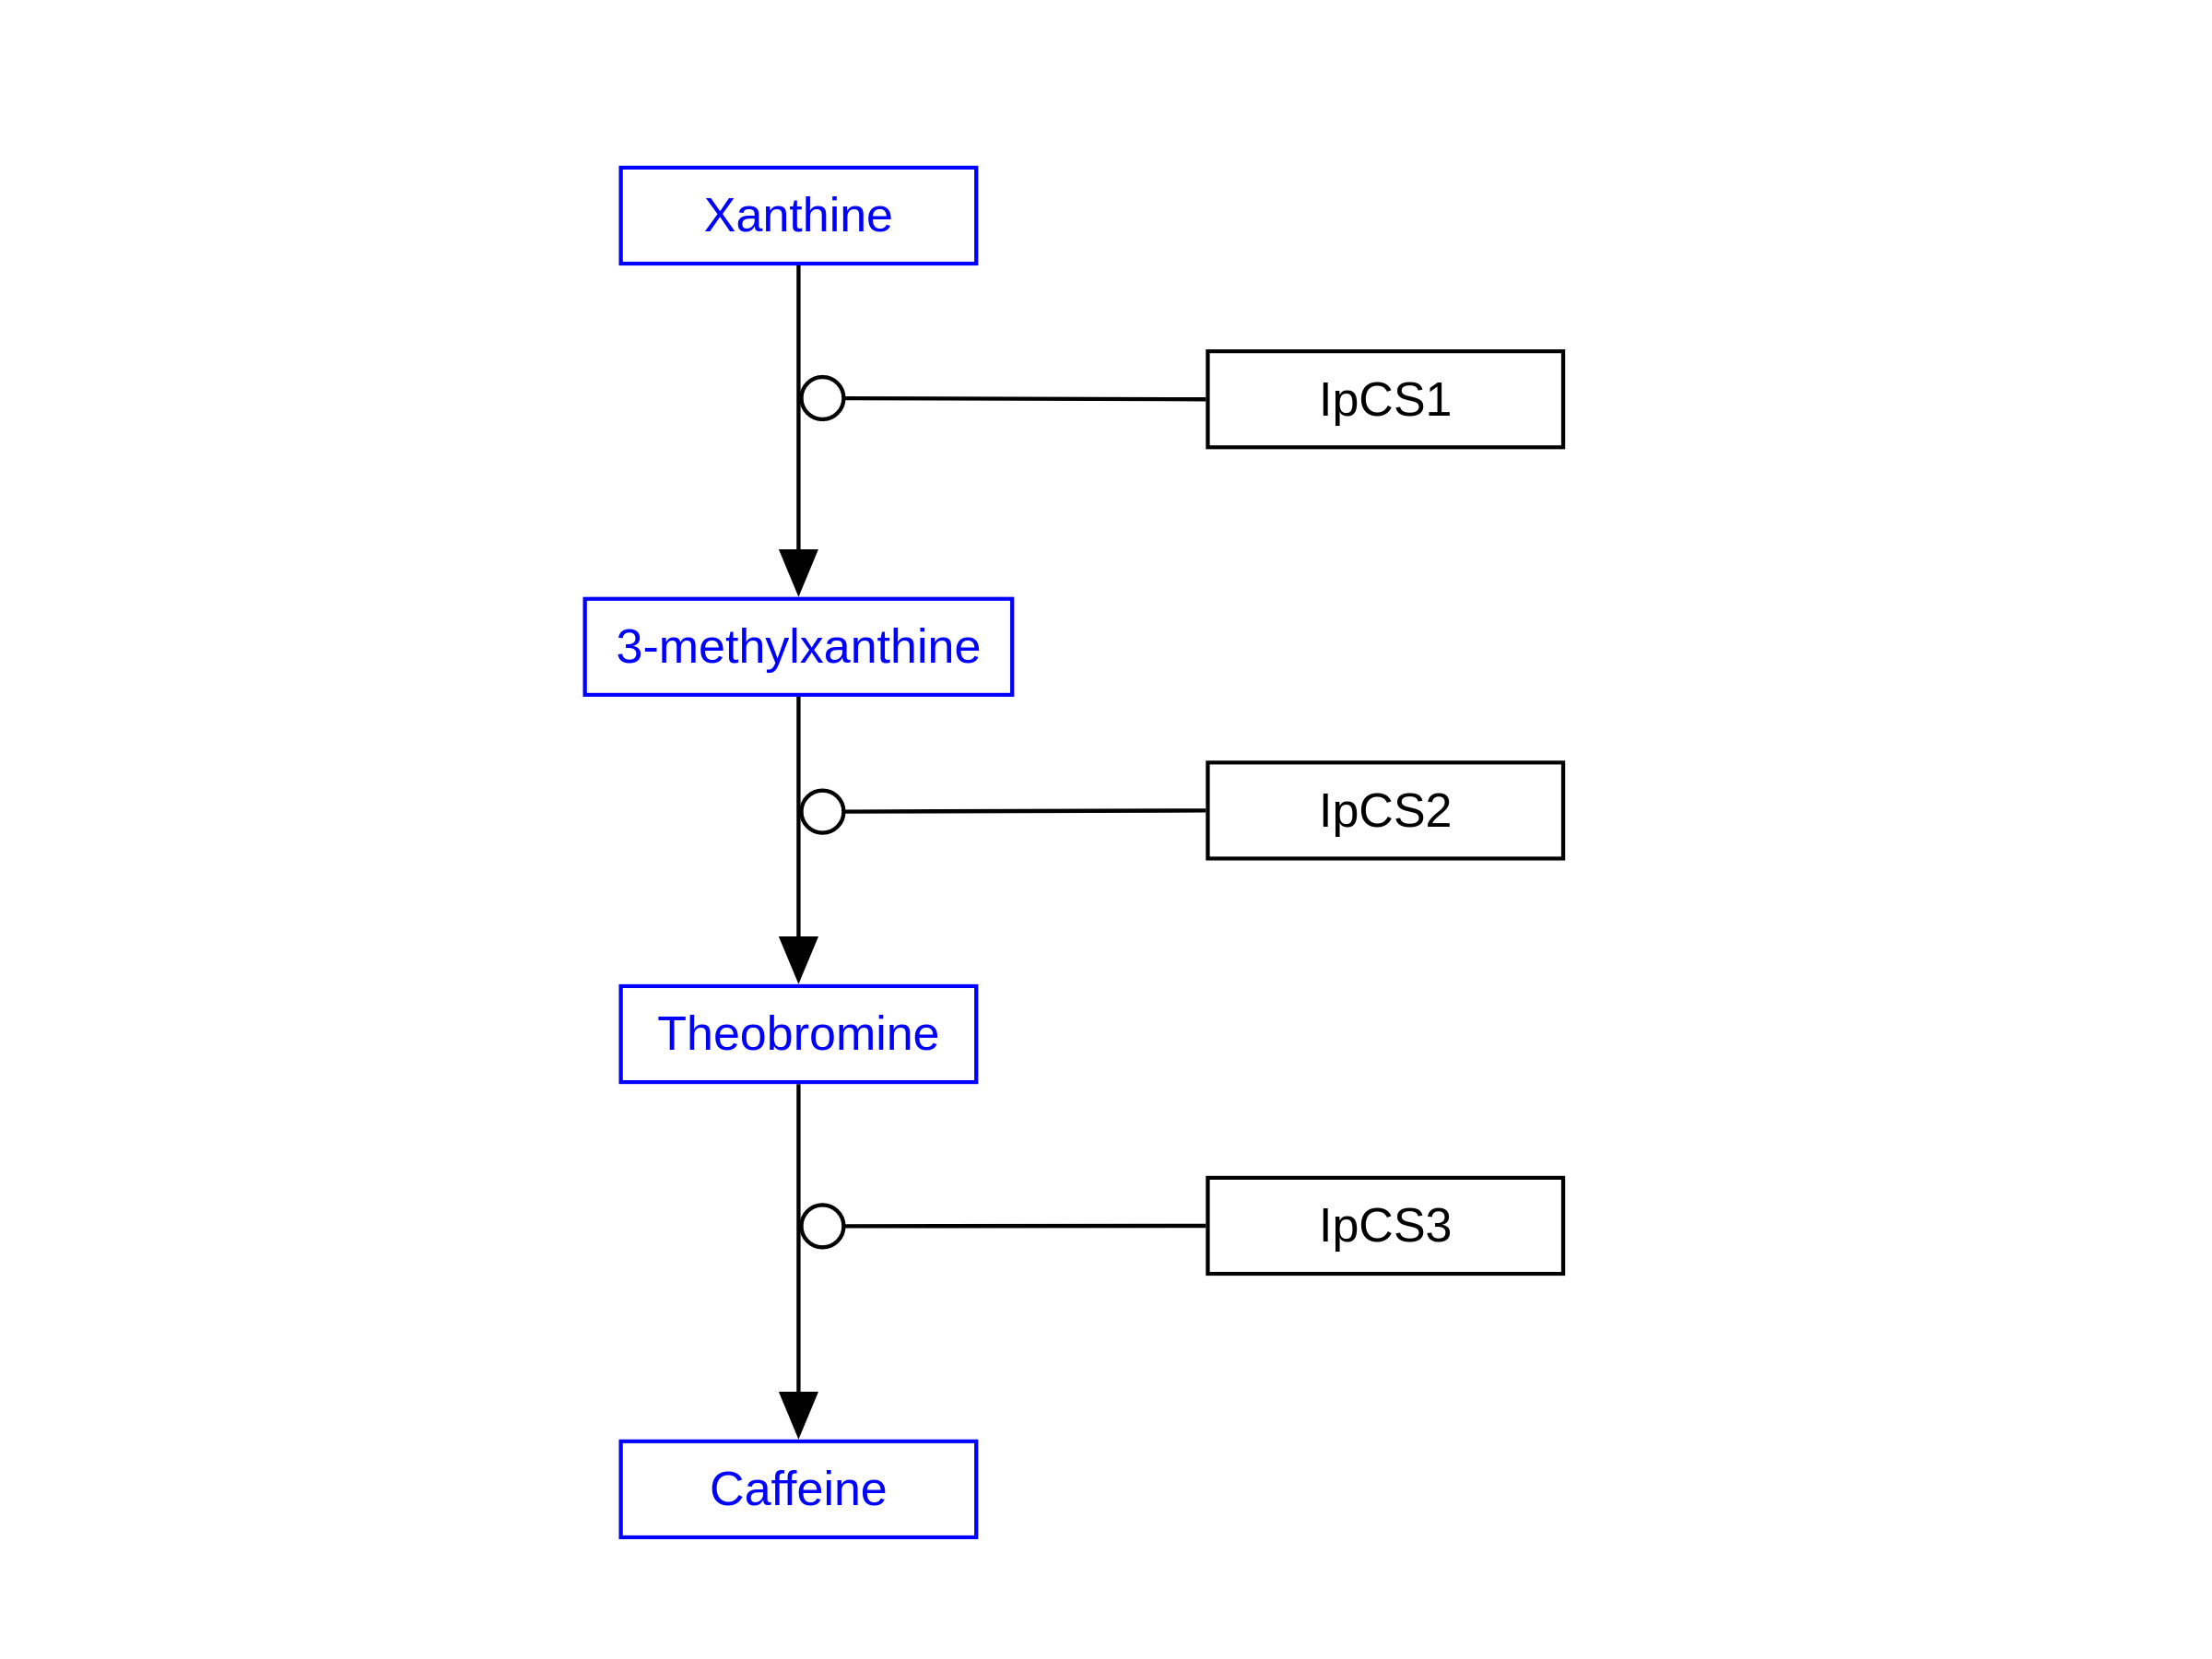 Xanthine
IpCS1
3-methylxanthine
IpCS2
Theobromine
IpCS3
Caffeine